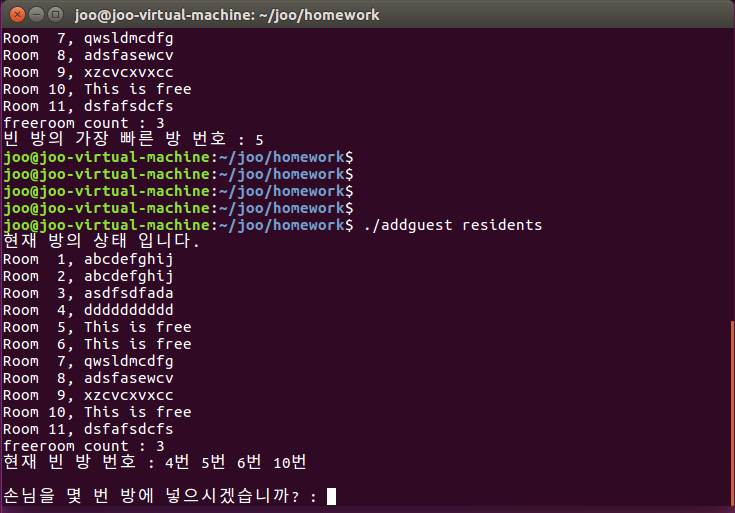 joo@joo-virtual-machine: ~/joo/homework
Room  7, qwsldmcdfg
Room  8, adsfasewcv
Room  9, xzcvcxvxcc
Room 10, This is free
Room 11, dsfafsdcfs
freeroom count : 3
빈 방의 가장 빠른 방 번호 : 5
joo@joo-virtual-machine:~/joo/homework$
joo@joo-virtual-machine:~/joo/homework$
joo@joo-virtual-machine:~/joo/homework$
joo@joo-virtual-machine:~/joo/homework$
joo@joo-virtual-machine:~/joo/homework$ ./addguest residents
현재 방의 상태 입니다.
Room  1, abcdefghij
Room  2, abcdefghij
Room  3, asdfsdfada
Room  4, dddddddddd
Room  5, This is free
Room  6, This is free
Room  7, qwsldmcdfg
Room  8, adsfasewcv
Room  9, xzcvcxvxcc
Room 10, This is free
Room 11, dsfafsdcfs
freeroom count : 3
현재 빈 방 번호 : 4번 5번 6번 10번
손님을 몇 번 방에 넣으시겠습니까? :